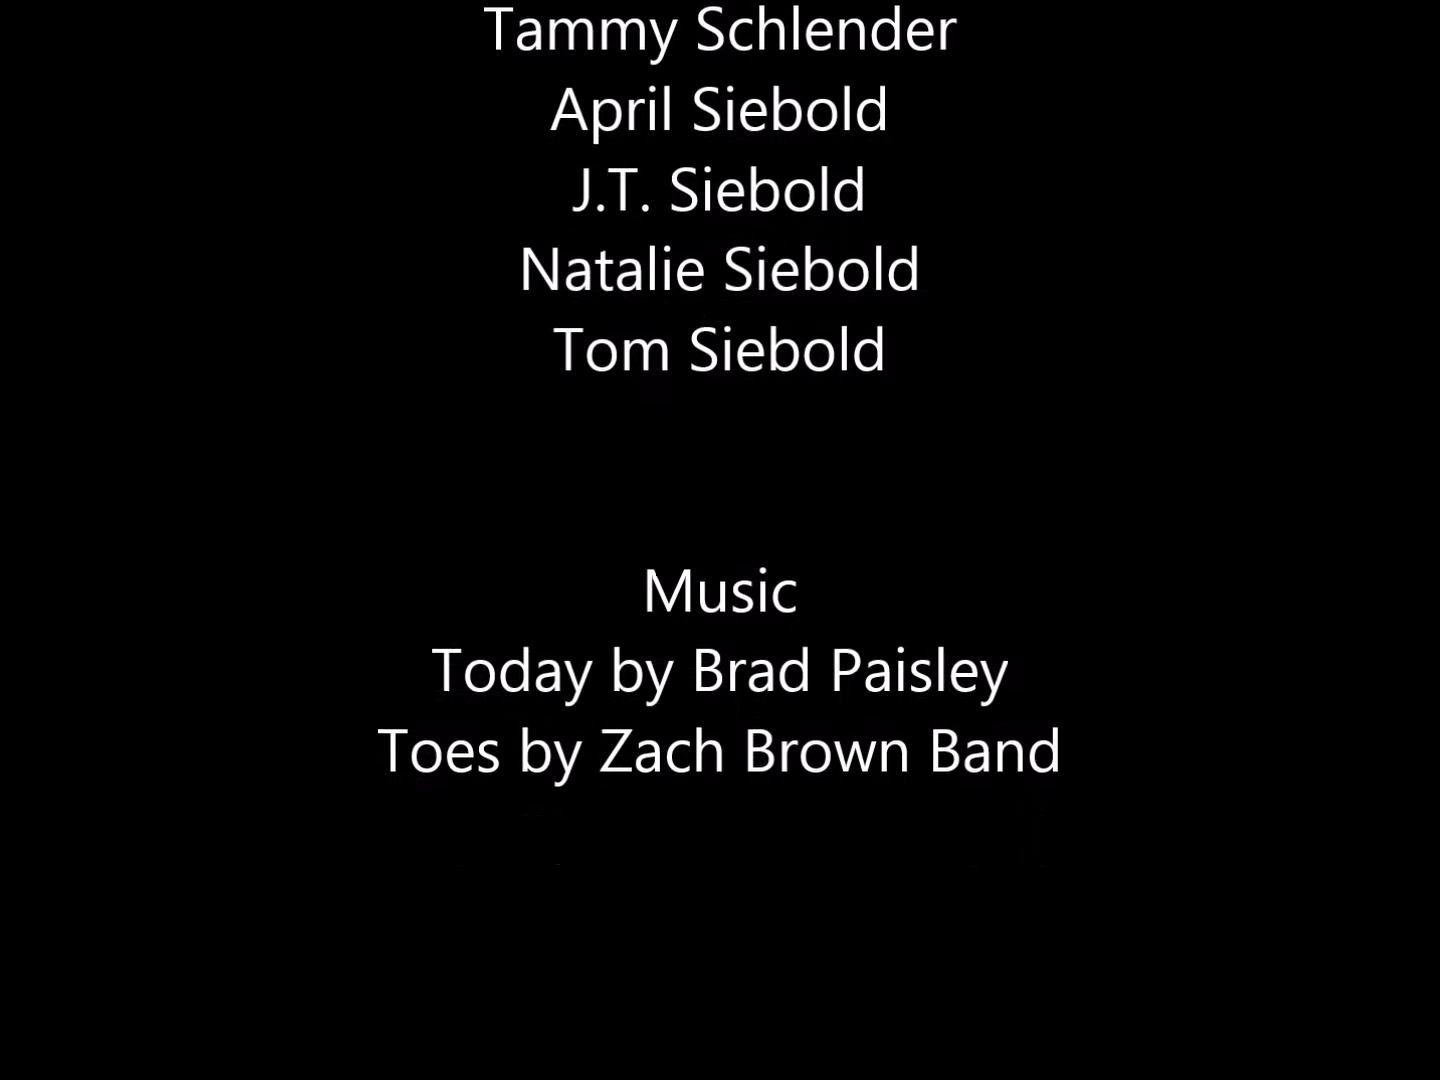 Tammy Schlender
April Siebold
J.T. Siebold
Natalie Siebold
Tom Siebold
Music
Today by Brad Paisley
Toes by Zach Brown Band